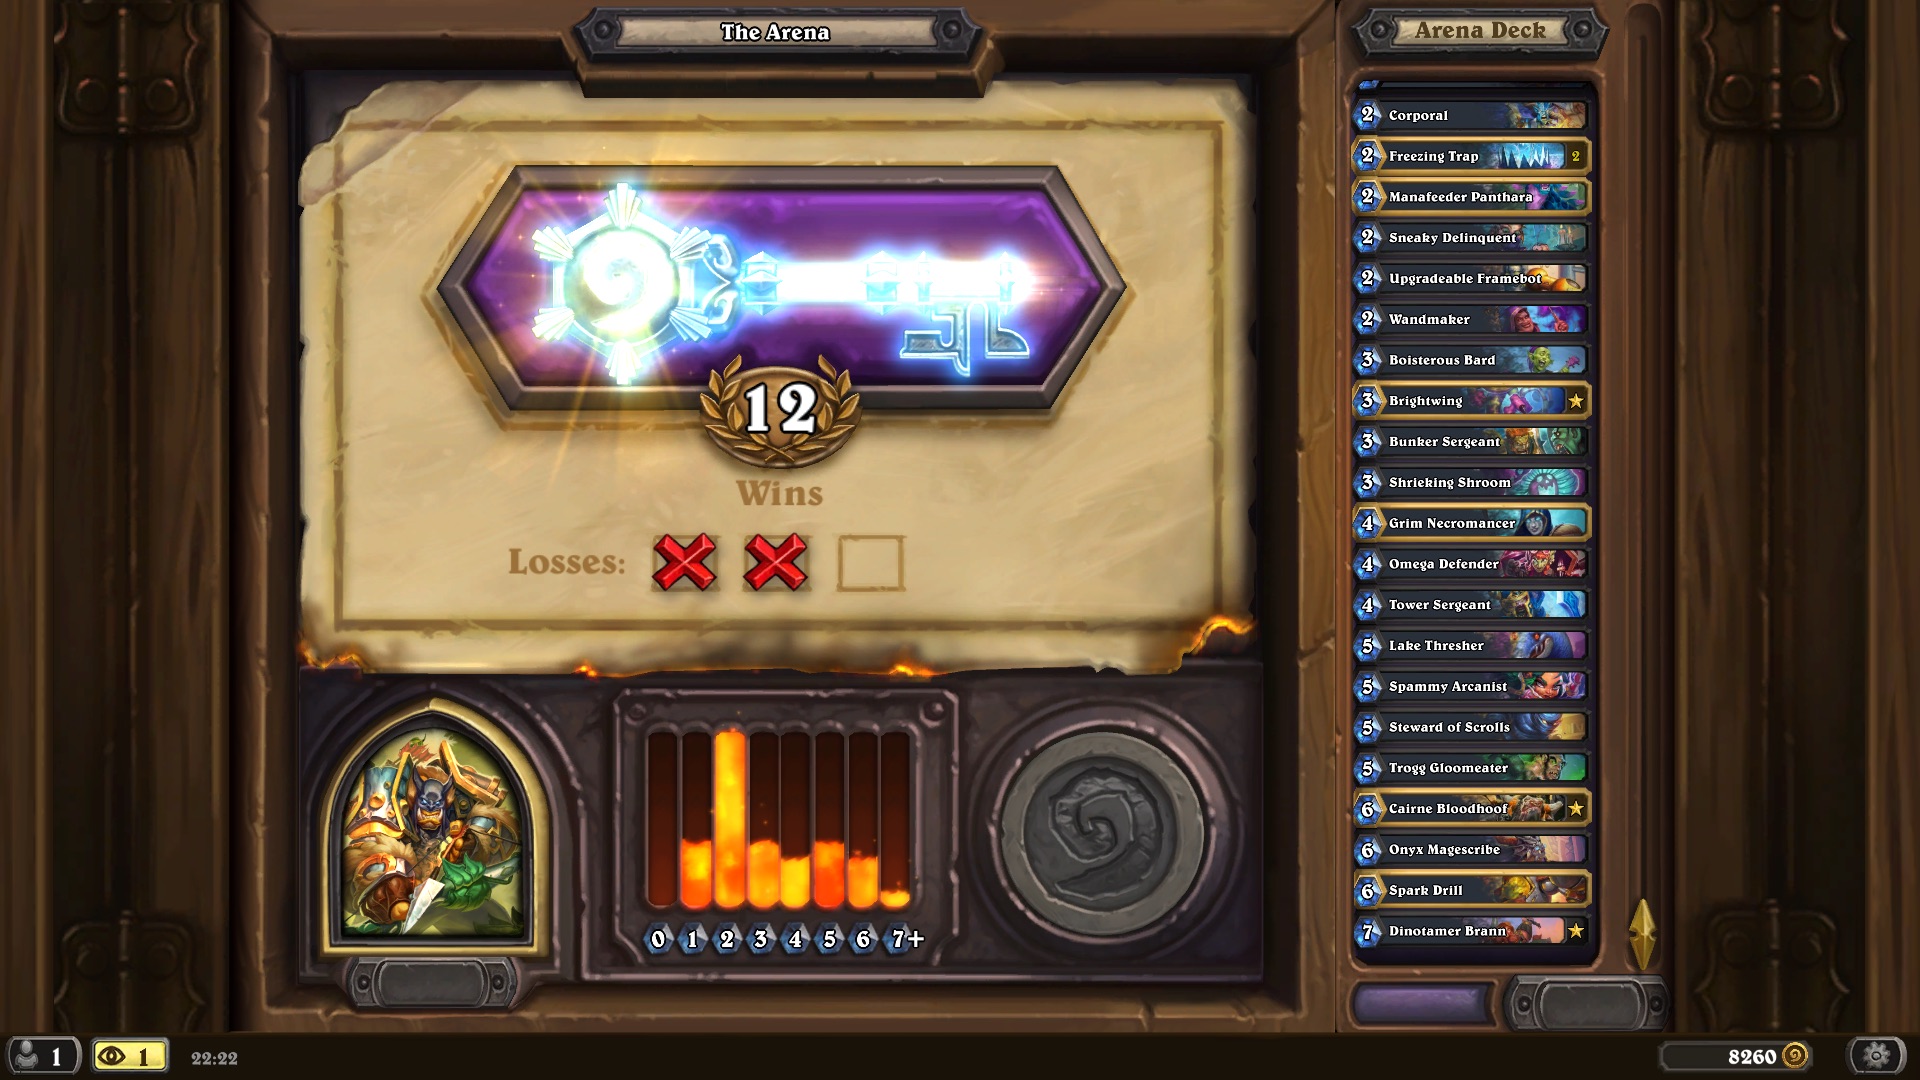 The Arena
12
Wins
Losses:
0 1 2 3 4 5 6 7+
Arena Deck
2 Corporal
2 Freezing Trap 2
2 Manafeeder Panthara
2 Sneaky Delinquent
2 Upgradeable Framebot
2 Wandmaker
3 Boisterous Bard
3 Brightwing
3 Bunker Sergeant
3 Shrieking Shroom
4 Grim Necromancer
4 Omega Defender
4 Tower Sergeant
5 Lake Thresher
5 Spammy Arcanist
5 Steward of Scrolls
5 Trogg Gloomeater
6 Cairne Bloodhoof
6 Onyx Magescribe
6 Spark Drill
7 Dinotamer Brann
1 1 22:22
8260